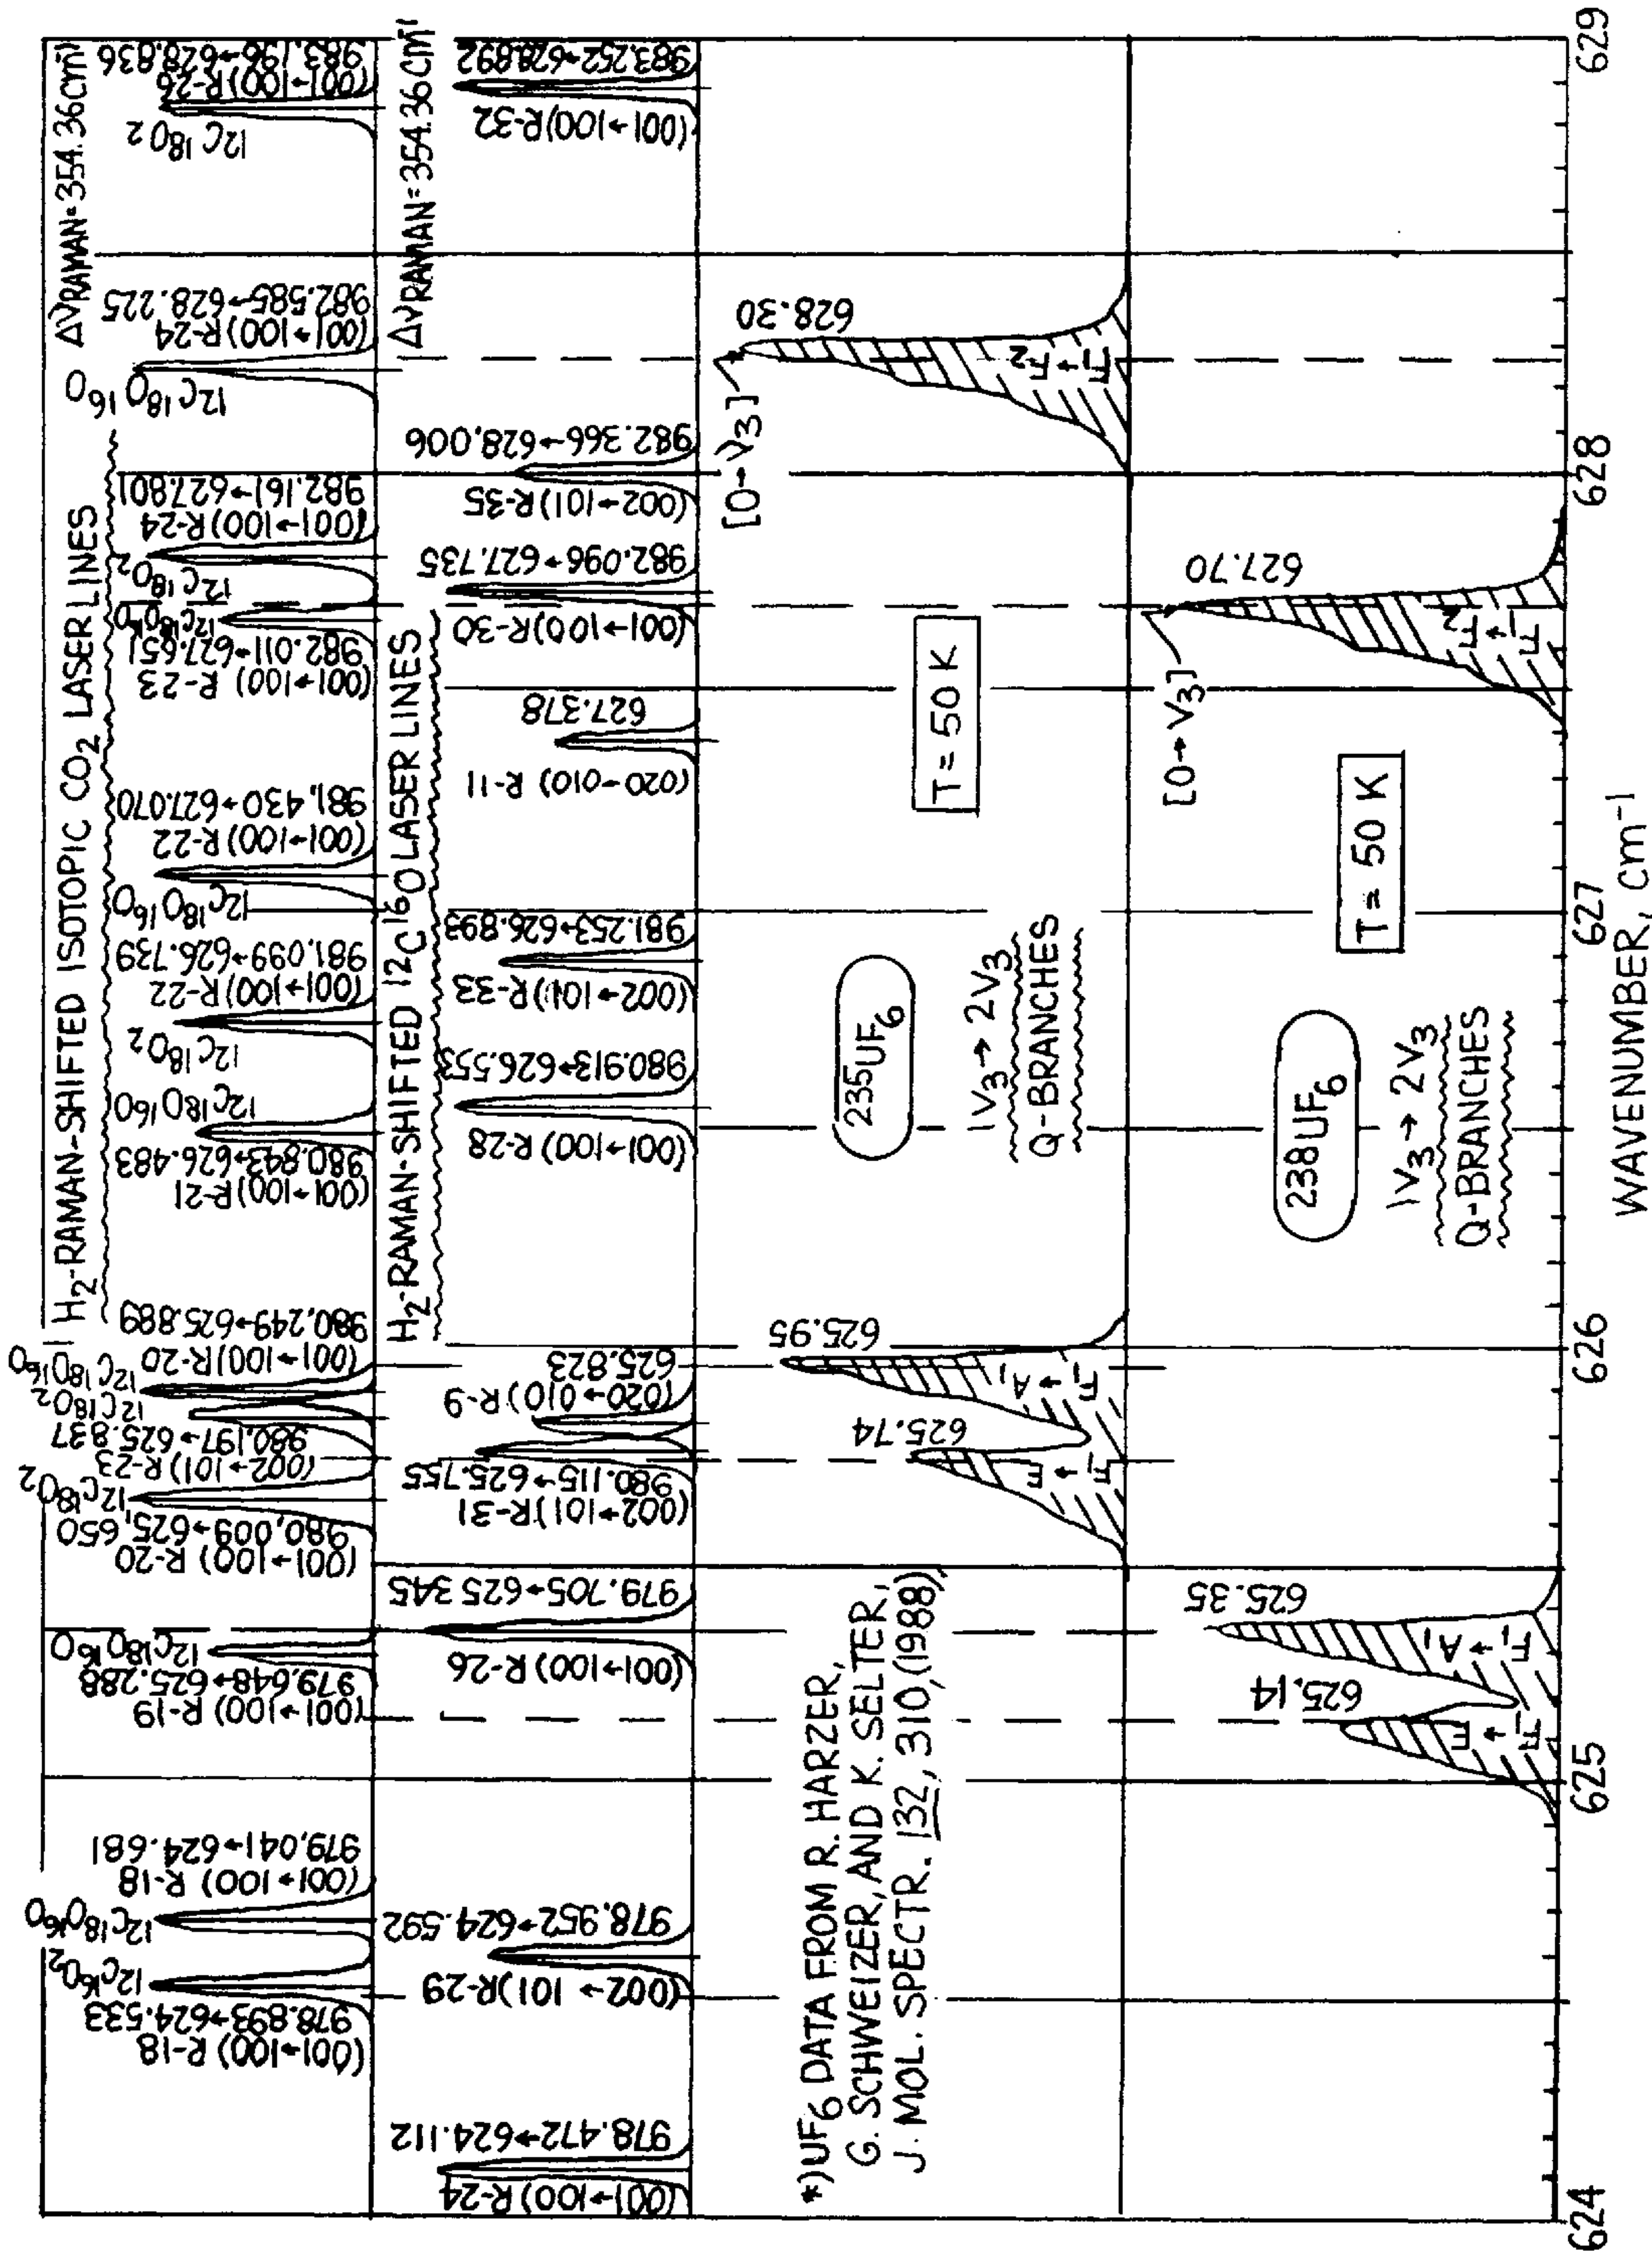 H2-RAMAN-SHIFTED ISOTOPIC CO2 LASER LINES
ΔνRAMAN=354.36cm-1
12C16O2
(001→100) R-18
978.893→624.533
12C18O16O
(001→100) R-18
979.041→624.681
12C18O16O
(001→100) R-19
979.648→625.288
12C18O2
(001→100) R-20
980.009→625.650
12C18O2
(002→101) R-23
980.197→625.837
12C18O16O
(001→100) R-20
980.249→625.889
12C18O16O
(001→100) R-21
980.843→626.483
12C18O2
(001→100) R-22
981.099→626.739
12C18O16O
(001→100) R-22
981.430→627.070
12C18O16O
(001→100) R-23
982.011→627.651
12C18O2
(001→100) R-24
982.161→627.801
12C18O16O
(001→100) R-24
982.585→628.225
12C18O2
(001→100) R-26
983.196→628.836
H2-RAMAN-SHIFTED 12C16O LASER LINES
ΔνRAMAN=354.36cm-1
(001→100) R-24
978.472→624.112
(002→101) R-29
978.952→624.592
(001→100) R-26
979.705→625.345
(002→101) R-31
980.115→625.755
(020→010) R-9
625.823
(001→100) R-28
980.913→626.553
(002→101) R-33
981.253→626.893
(020→010) R-11
627.378
(001→100) R-30
982.096→627.735
(002→101) R-35
982.366→628.006
(001→100) R-32
983.252→628.892
*)UF6 DATA FROM R. HARZER,
G. SCHWEIZER, AND K. SELTER,
J. MOL. SPECTR. 132, 310, (1988)
625.74
F1→E
625.95
F1→A1
235UF6
1ν3→2ν3
Q-BRANCHES
T = 50 K
[0→ν3]
628.30
F1→F2
625.14
F1→E
625.35
F1→A1
238UF6
1ν3→2ν3
Q-BRANCHES
T = 50 K
[0→ν3]
627.70
F1→F2
624 625 626 627 628 629
WAVENUMBER, cm-1